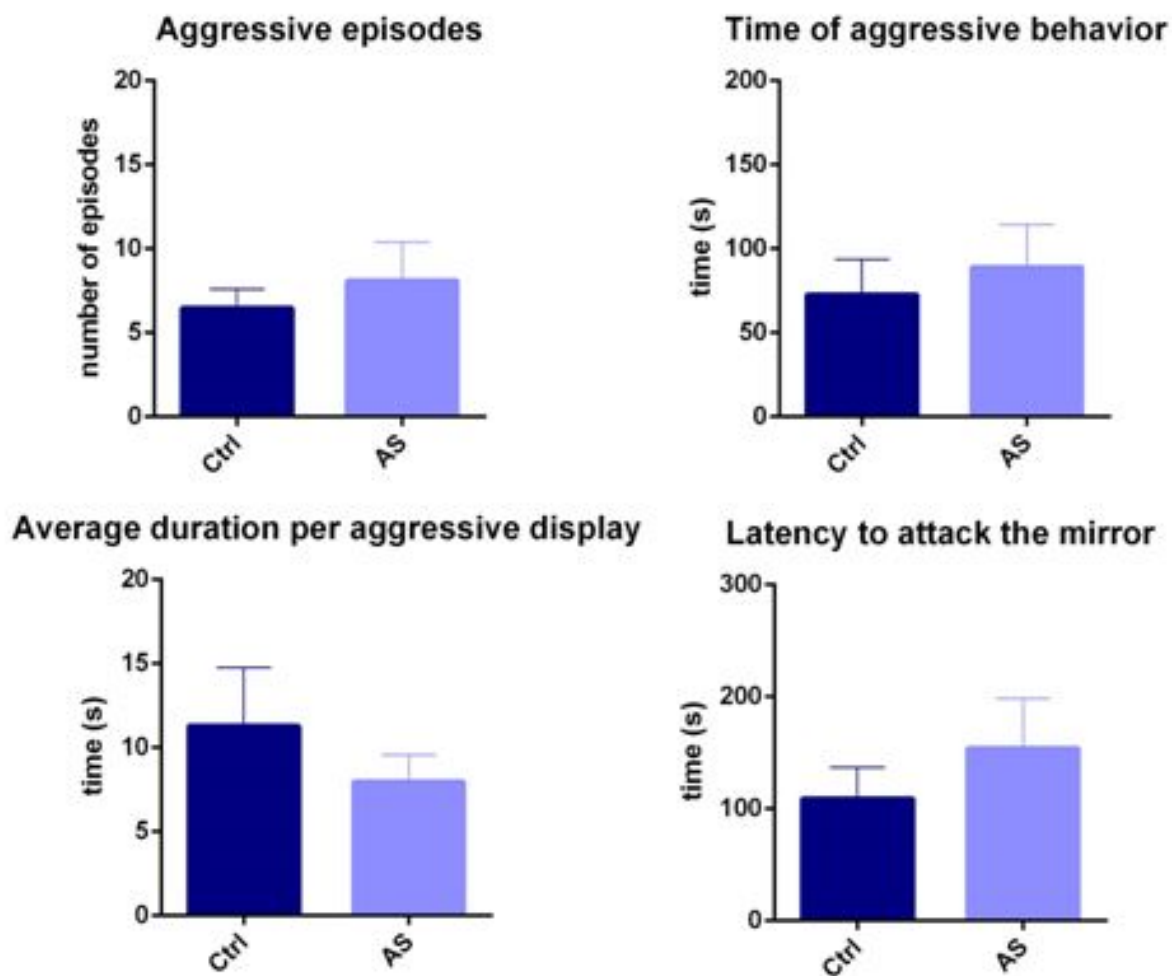 Aggressive episodes
number of episodes
20
15
10
5
0
Ctrl
AS
Time of aggressive behavior
time (s)
200
150
100
50
0
Ctrl
AS
Average duration per aggressive display
time (s)
20
15
10
5
0
Ctrl
AS
Latency to attack the mirror
time (s)
300
200
100
0
Ctrl
AS